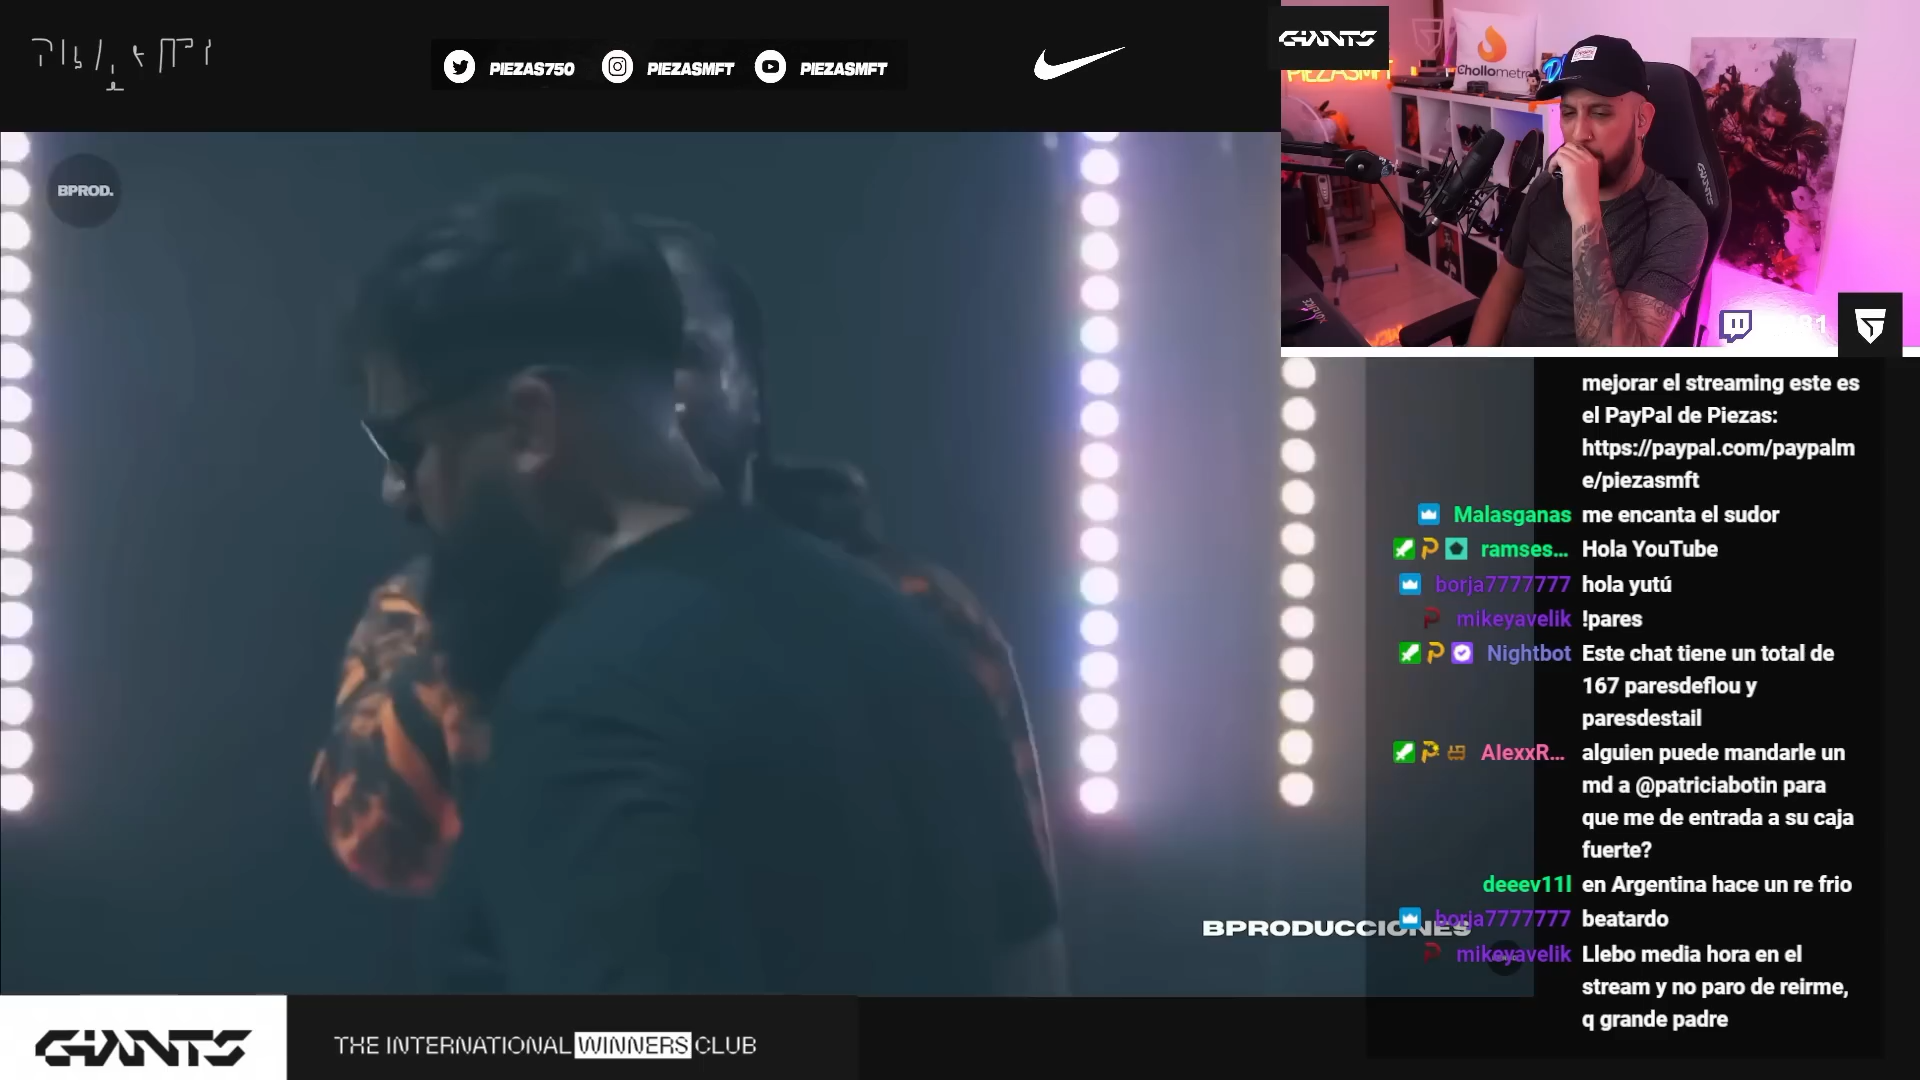 PIEZAS750 PIEZASMFT PIEZASMFT
GIANTS
PIEZASMFT
Chollometro
GIANTS
BPROD.
mejorar el streaming este es
el PayPal de Piezas:
https://paypal.com/paypalm
e/piezasmft
Malasganas me encanta el sudor
ramses... Hola YouTube
borja7777777 hola yutú
mikeyavelik !pares
Nightbot Este chat tiene un total de
167 paresdeflou y
paresdestail
AlexxR... alguien puede mandarle un
md a @patriciabotin para
que me de entrada a su caja
fuerte?
deeev11l en Argentina hace un re frio
borja7777777 beatardo
BPRODUCCIONES
mikeyavelik Llebo media hora en el
stream y no paro de reirme,
q grande padre
GIANTS
THE INTERNATIONAL WINNERS CLUB